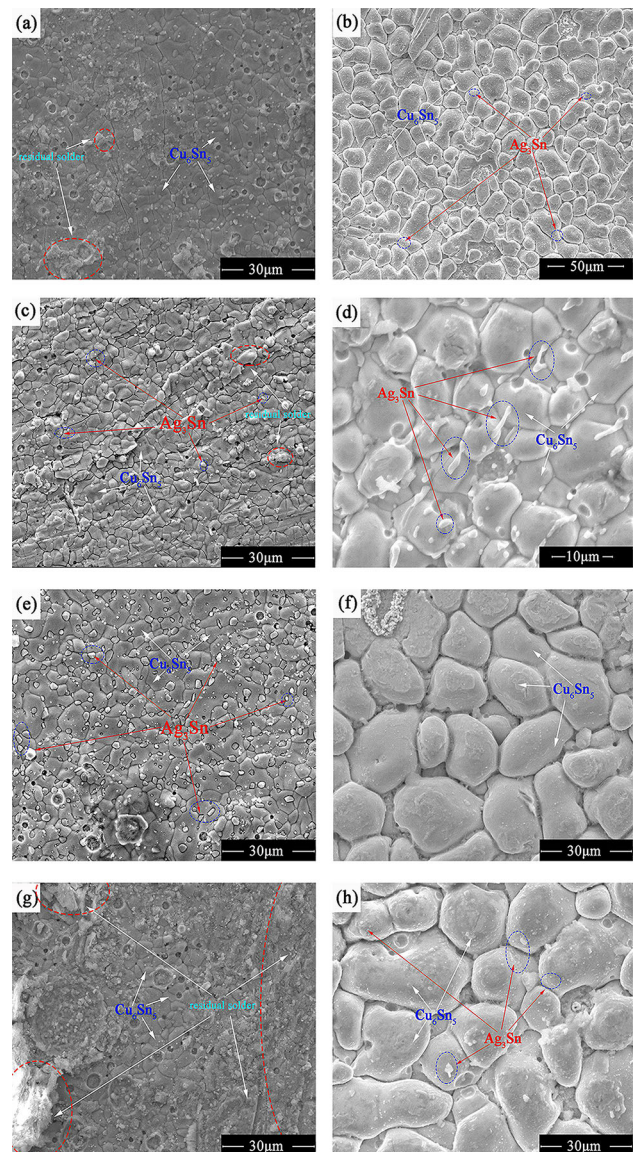 (a)
residual solder
Cu₆Sn₅
30μm
(b)
Cu₆Sn₅
Ag₃Sn
50μm
(c)
Ag₃Sn
residual solder
Cu₆Sn₅
30μm
(d)
Ag₃Sn
Cu₆Sn₅
10μm
(e)
Cu₆Sn₅
Ag₃Sn
30μm
(f)
Cu₆Sn₅
30μm
(g)
Cu₆Sn₅
residual solder
30μm
(h)
Cu₆Sn₅
Ag₃Sn
30μm